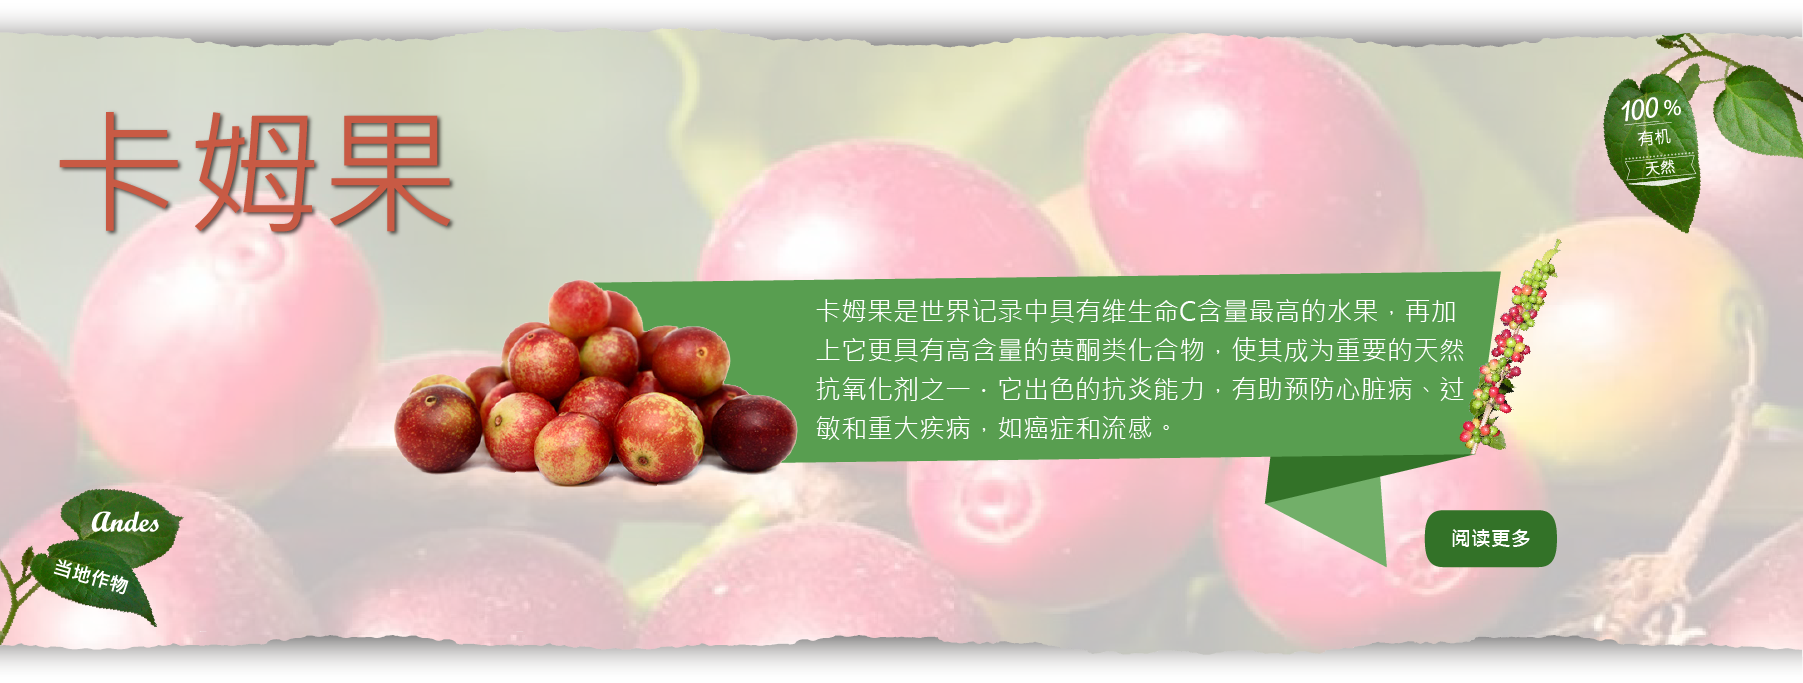 卡姆果
100 %
有机
天然
卡姆果是世界记录中具有维生命C含量最高的水果，再加
上它更具有高含量的黄酮类化合物，使其成为重要的天然
抗氧化剂之一．它出色的抗炎能力，有助预防心脏病、过
敏和重大疾病，如癌症和流感。
Andes
当地作物
阅读更多